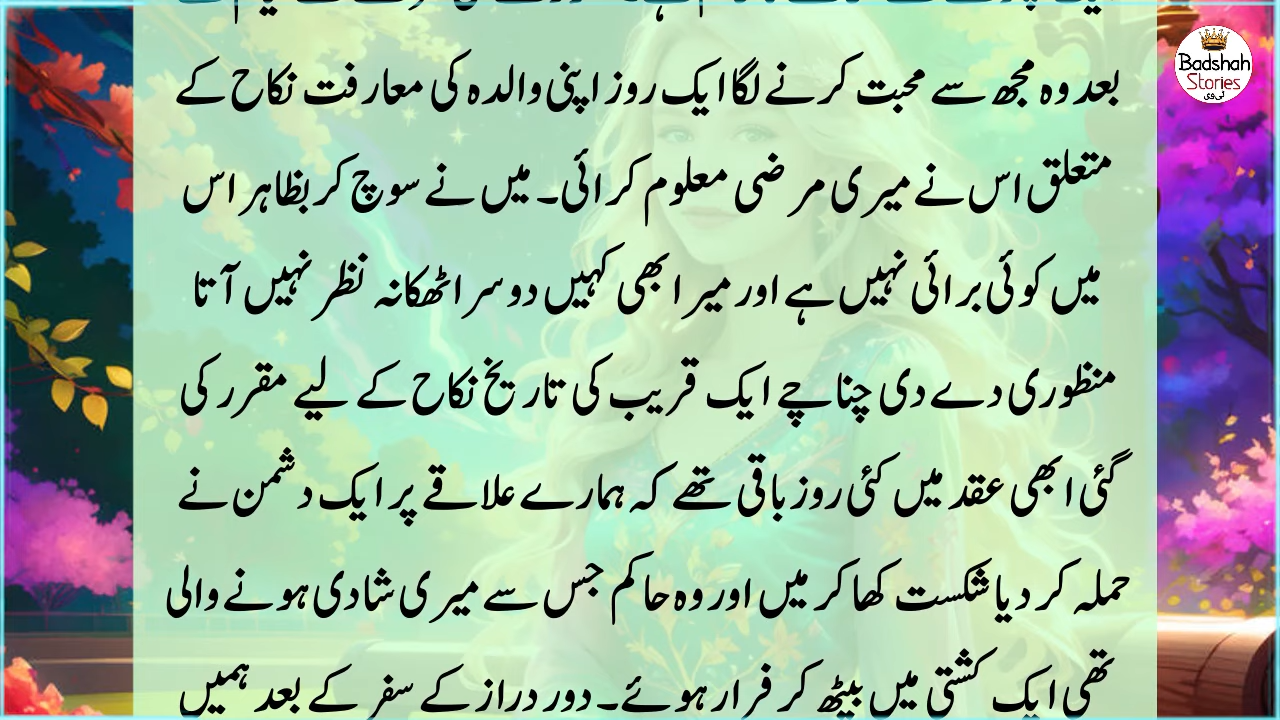 بعد وہ مجھ سے محبت کرنے لگا ایک روز اپنی والدہ کی معارفت نکاح کے
متعلق اس نے میری مرضی معلوم کرائی۔ میں نے سوچ کر بظاہر اس
میں کوئی برائی نہیں ہے اور میرا بھی کہیں دوسرا ٹھکانہ نظر نہیں آتا
منظوری دے دی چناچے ایک قریب کی تاریخ نکاح کے لیے مقرر کی
گئی ابھی عقد میں کئی روز باقی تھے کہ ہمارے علاقے پر ایک دشمن نے
حملہ کر دیا شکست کھا کر میں اور وہ حاکم جس سے میری شادی ہونے والی
تھی ایک کشتی میں بیٹھ کر فرار ہوئے۔ دور دراز کے سفر کے بعد ہمیں
Badshah
Stories
ٹی وی